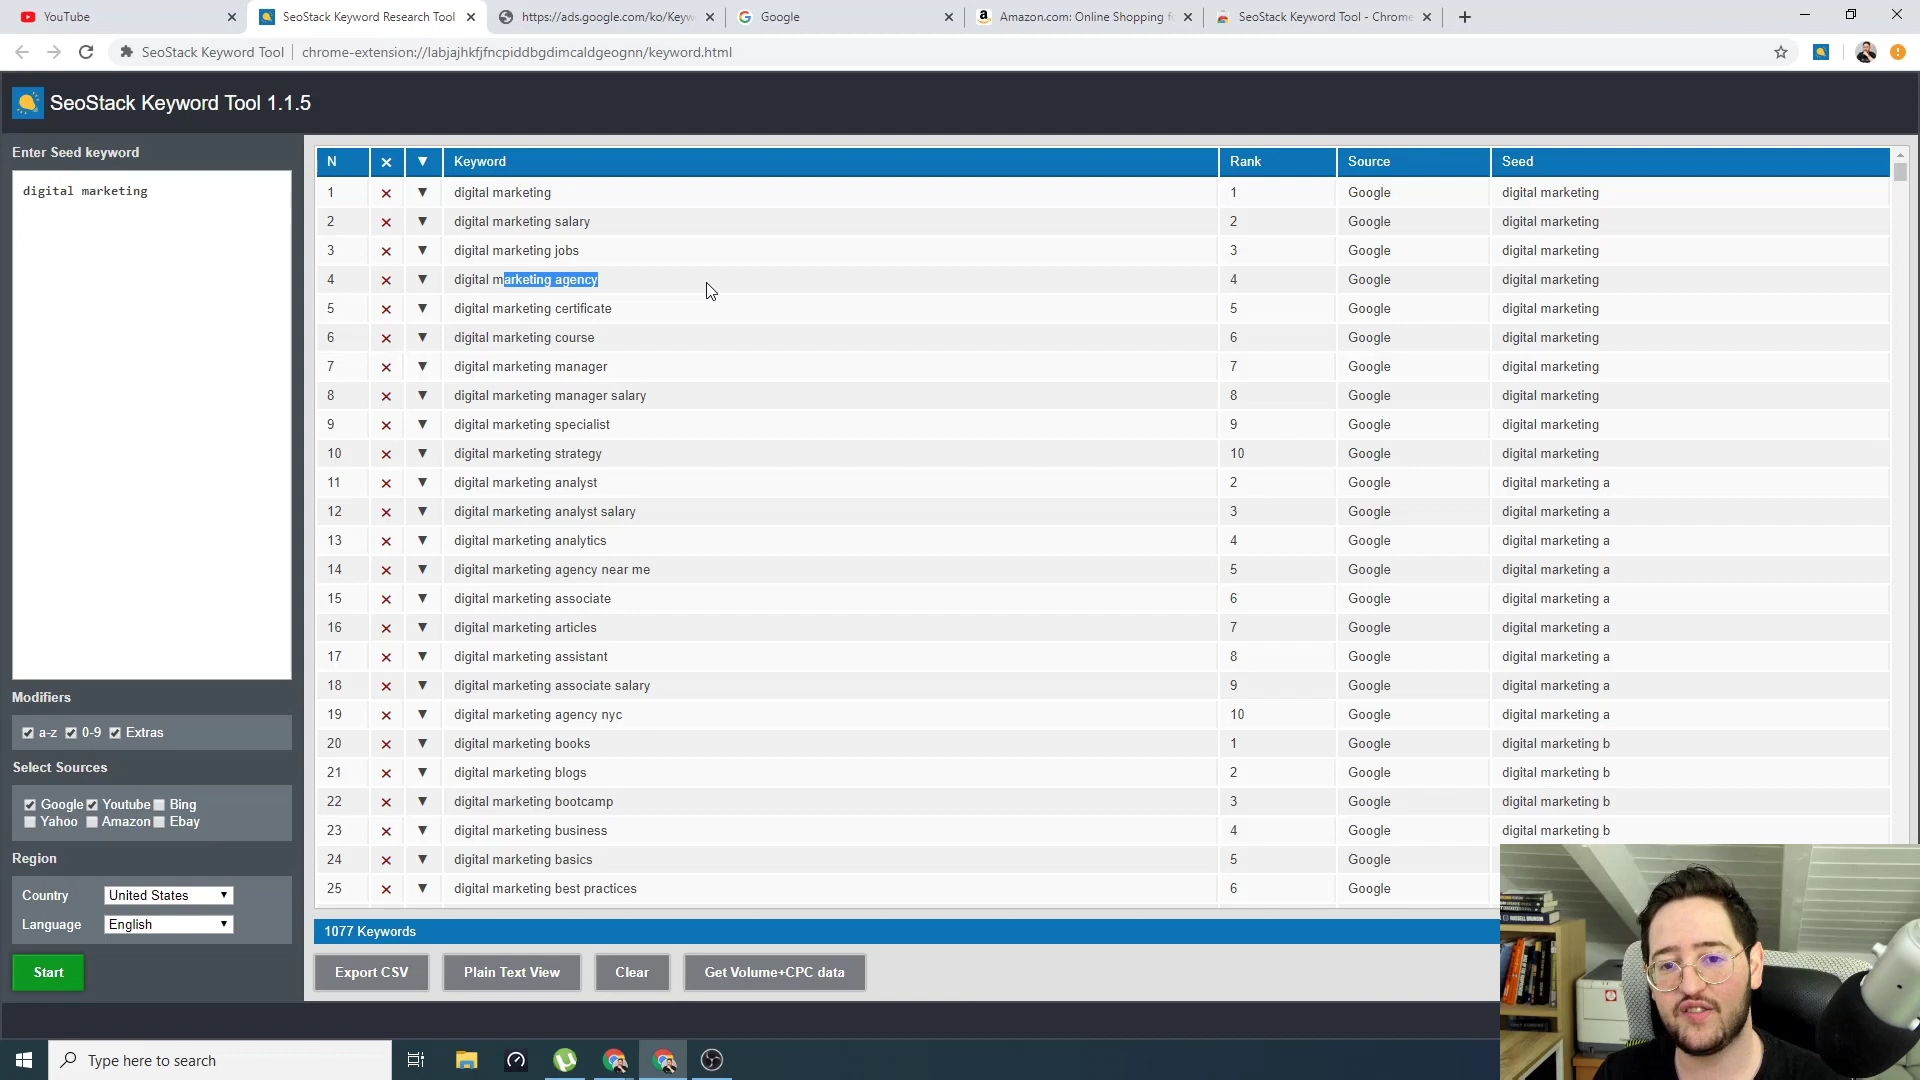 YouTube
SeoStack Keyword Research Tool
https://ads.google.com/ko/Keyw
Google
Amazon.com: Online Shopping f
SeoStack Keyword Tool - Chrome
SeoStack Keyword Tool
chrome-extension://labjajhkfjfncpiddbgdimcaldgeognn/keyword.html
SeoStack Keyword Tool 1.1.5
Enter Seed keyword
digital marketing
N Keyword Rank Source Seed
1 digital marketing 1 Google digital marketing
2 digital marketing salary 2 Google digital marketing
3 digital marketing jobs 3 Google digital marketing
4 digital marketing agency 4 Google digital marketing
5 digital marketing certificate 5 Google digital marketing
6 digital marketing course 6 Google digital marketing
7 digital marketing manager 7 Google digital marketing
8 digital marketing manager salary 8 Google digital marketing
9 digital marketing specialist 9 Google digital marketing
10 digital marketing strategy 10 Google digital marketing
11 digital marketing analyst 2 Google digital marketing a
12 digital marketing analyst salary 3 Google digital marketing a
13 digital marketing analytics 4 Google digital marketing a
14 digital marketing agency near me 5 Google digital marketing a
15 digital marketing associate 6 Google digital marketing a
16 digital marketing articles 7 Google digital marketing a
17 digital marketing assistant 8 Google digital marketing a
18 digital marketing associate salary 9 Google digital marketing a
19 digital marketing agency nyc 10 Google digital marketing a
20 digital marketing books 1 Google digital marketing b
21 digital marketing blogs 2 Google digital marketing b
22 digital marketing bootcamp 3 Google digital marketing b
23 digital marketing business 4 Google digital marketing b
24 digital marketing basics 5 Google
25 digital marketing best practices 6 Google
Modifiers
a-z 0-9 Extras
Select Sources
Google Youtube Bing
Yahoo Amazon Ebay
Region
Country United States
Language English
Start
1077 Keywords
Export CSV
Plain Text View
Clear
Get Volume+CPC data
Type here to search
RUSSELL BRUNSON